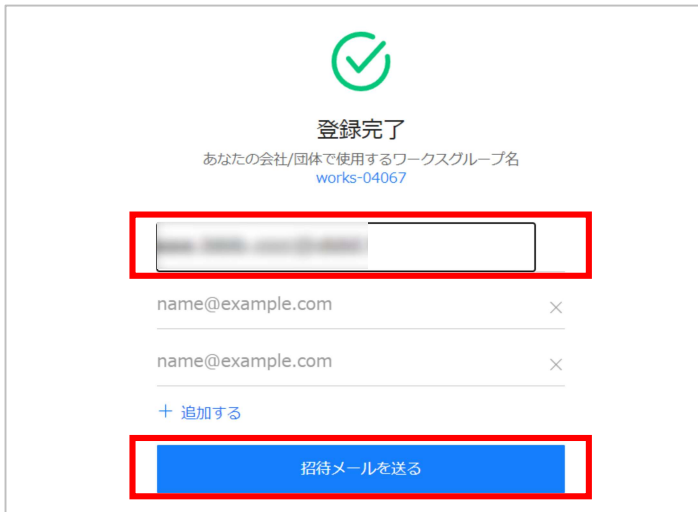 登録完了
あなたの会社/団体で使用するワークスグループ名
works-04067
name@example.com
name@example.com
+ 追加する
招待メールを送る